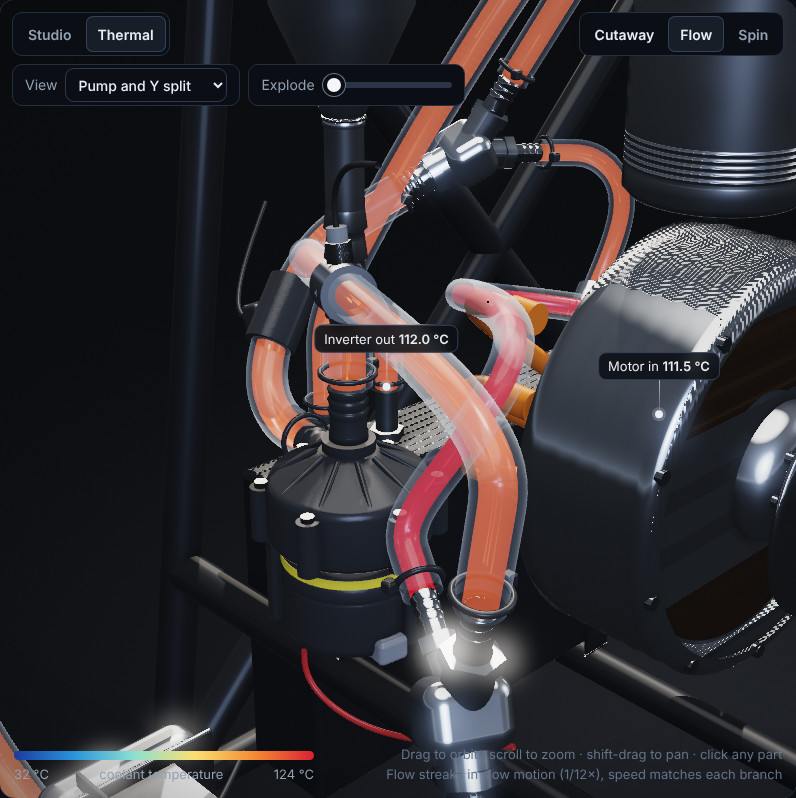 Studio Thermal
Cutaway Flow Spin
View Pump and Y split
Explode
Inverter out 112.0 °C
Motor in 111.5 °C
Drag to orbit · scroll to zoom · shift-drag to pan · click any part
32 °C coolant temperature 124 °C
Flow streaks in slow motion (1/12×), speed matches each branch